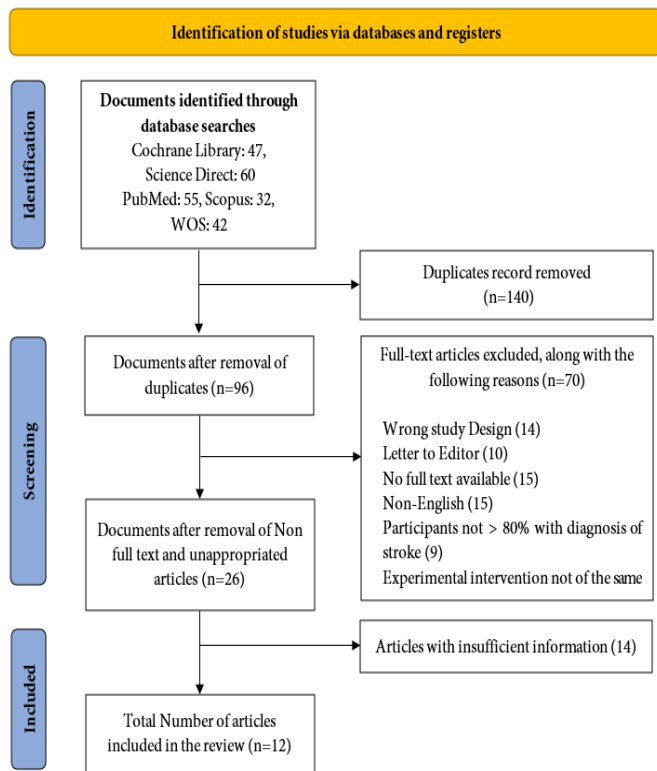 Identification of studies via databases and registers
Identification
Documents identified through
database searches
Cochrane Library: 47,
Science Direct: 60
PubMed: 55, Scopus: 32,
WOS: 42
Duplicates record removed
(n=140)
Screening
Documents after removal of
duplicates (n=96)
Full-text articles excluded, along with the
following reasons (n=70)
Wrong study Design (14)
Letter to Editor (10)
No full text available (15)
Non-English (15)
Participants not > 80% with diagnosis of
stroke (9)
Experimental intervention not of the same
Documents after removal of Non
full text and unappropriated
articles (n=26)
Included
Articles with insufficient information (14)
Total Number of articles
included in the review (n=12)